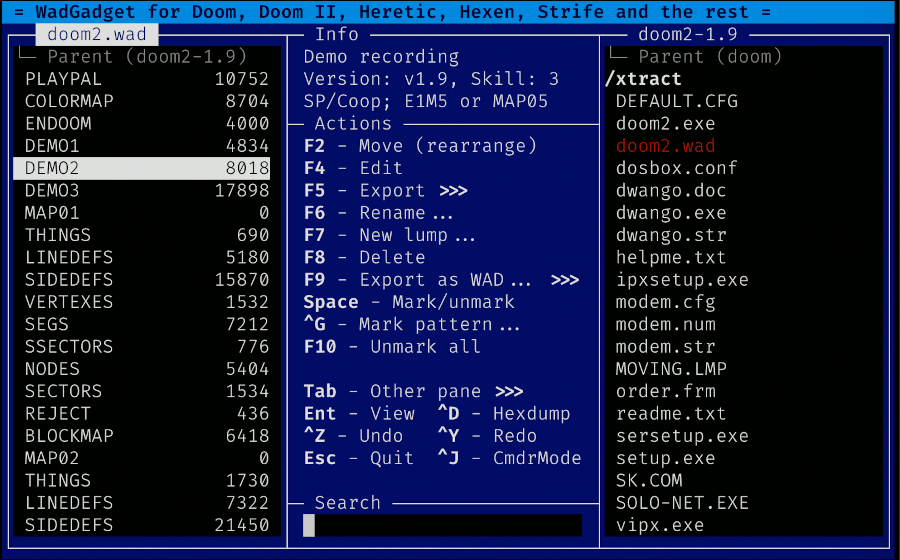 = WadGadget for Doom, Doom II, Heretic, Hexen, Strife and the rest =
doom2.wad
Parent (doom2-1.9)
PLAYPAL 10752
COLORMAP 8704
ENDOOM 4000
DEMO1 4834
DEMO2 8018
DEMO3 17898
MAP01 0
THINGS 690
LINEDEFS 5180
SIDEDEFS 15870
VERTEXES 1532
SEGS 7212
SSECTORS 776
NODES 5404
SECTORS 1534
REJECT 436
BLOCKMAP 6418
MAP02 0
THINGS 1730
LINEDEFS 7322
SIDEDEFS 21450
Info
Demo recording
Version: v1.9, Skill: 3
SP/Coop; E1M5 or MAP05
Actions
F2 - Move (rearrange)
F4 - Edit
F5 - Export >>>
F6 - Rename...
F7 - New lump...
F8 - Delete
F9 - Export as WAD... >>>
Space - Mark/unmark
^G - Mark pattern...
F10 - Unmark all
Tab - Other pane >>>
Ent - View ^D - Hexdump
^Z - Undo ^Y - Redo
Esc - Quit ^J - CmdrMode
Search
doom2-1.9
Parent (doom)
/xtract
DEFAULT.CFG
doom2.exe
doom2.wad
dosbox.conf
dwango.doc
dwango.exe
dwango.str
helpme.txt
ipxsetup.exe
modem.cfg
modem.num
modem.str
MOVING.LMP
order.frm
readme.txt
sersetup.exe
setup.exe
SK.COM
SOLO-NET.EXE
vipx.exe